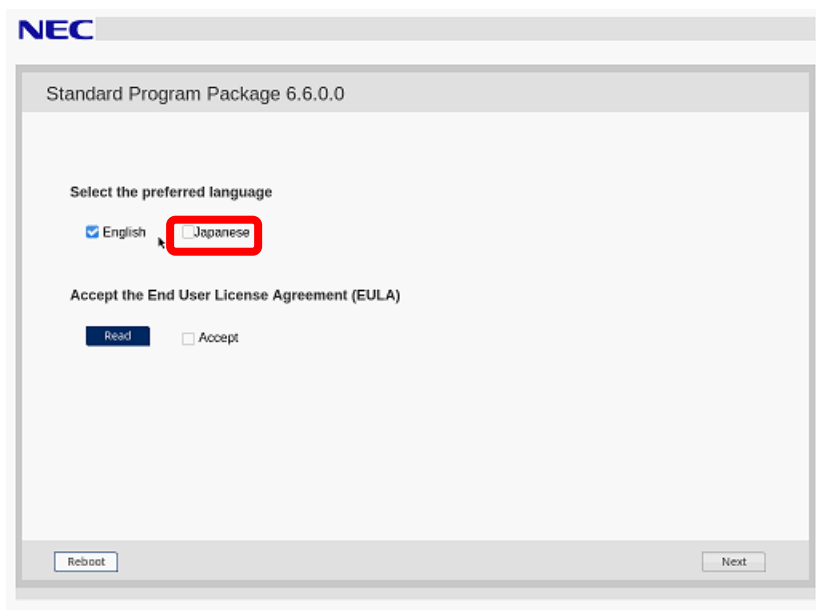 NEC
Standard Program Package 6.6.0.0
Select the preferred language
English Japanese
Accept the End User License Agreement (EULA)
Read Accept
Reboot Next